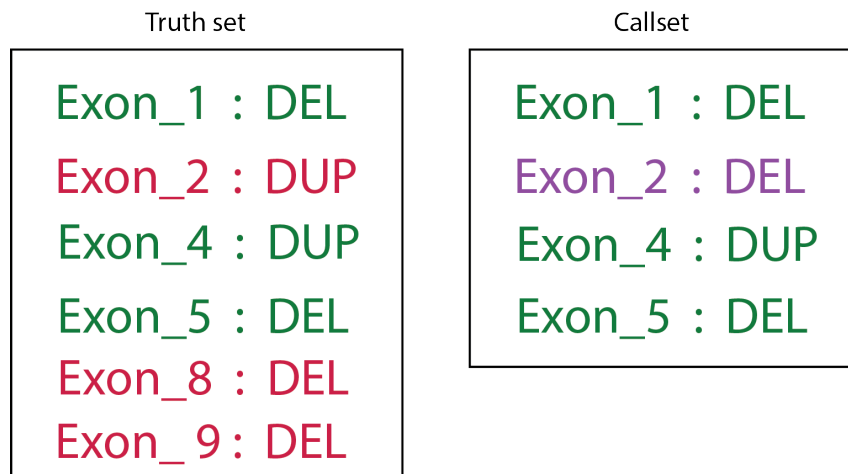 Truth set
Exon_1 : DEL
Exon_2 : DUP
Exon_4 : DUP
Exon_5 : DEL
Exon_8 : DEL
Exon_ 9 : DEL
Callset
Exon_1 : DEL
Exon_2 : DEL
Exon_4 : DUP
Exon_5 : DEL